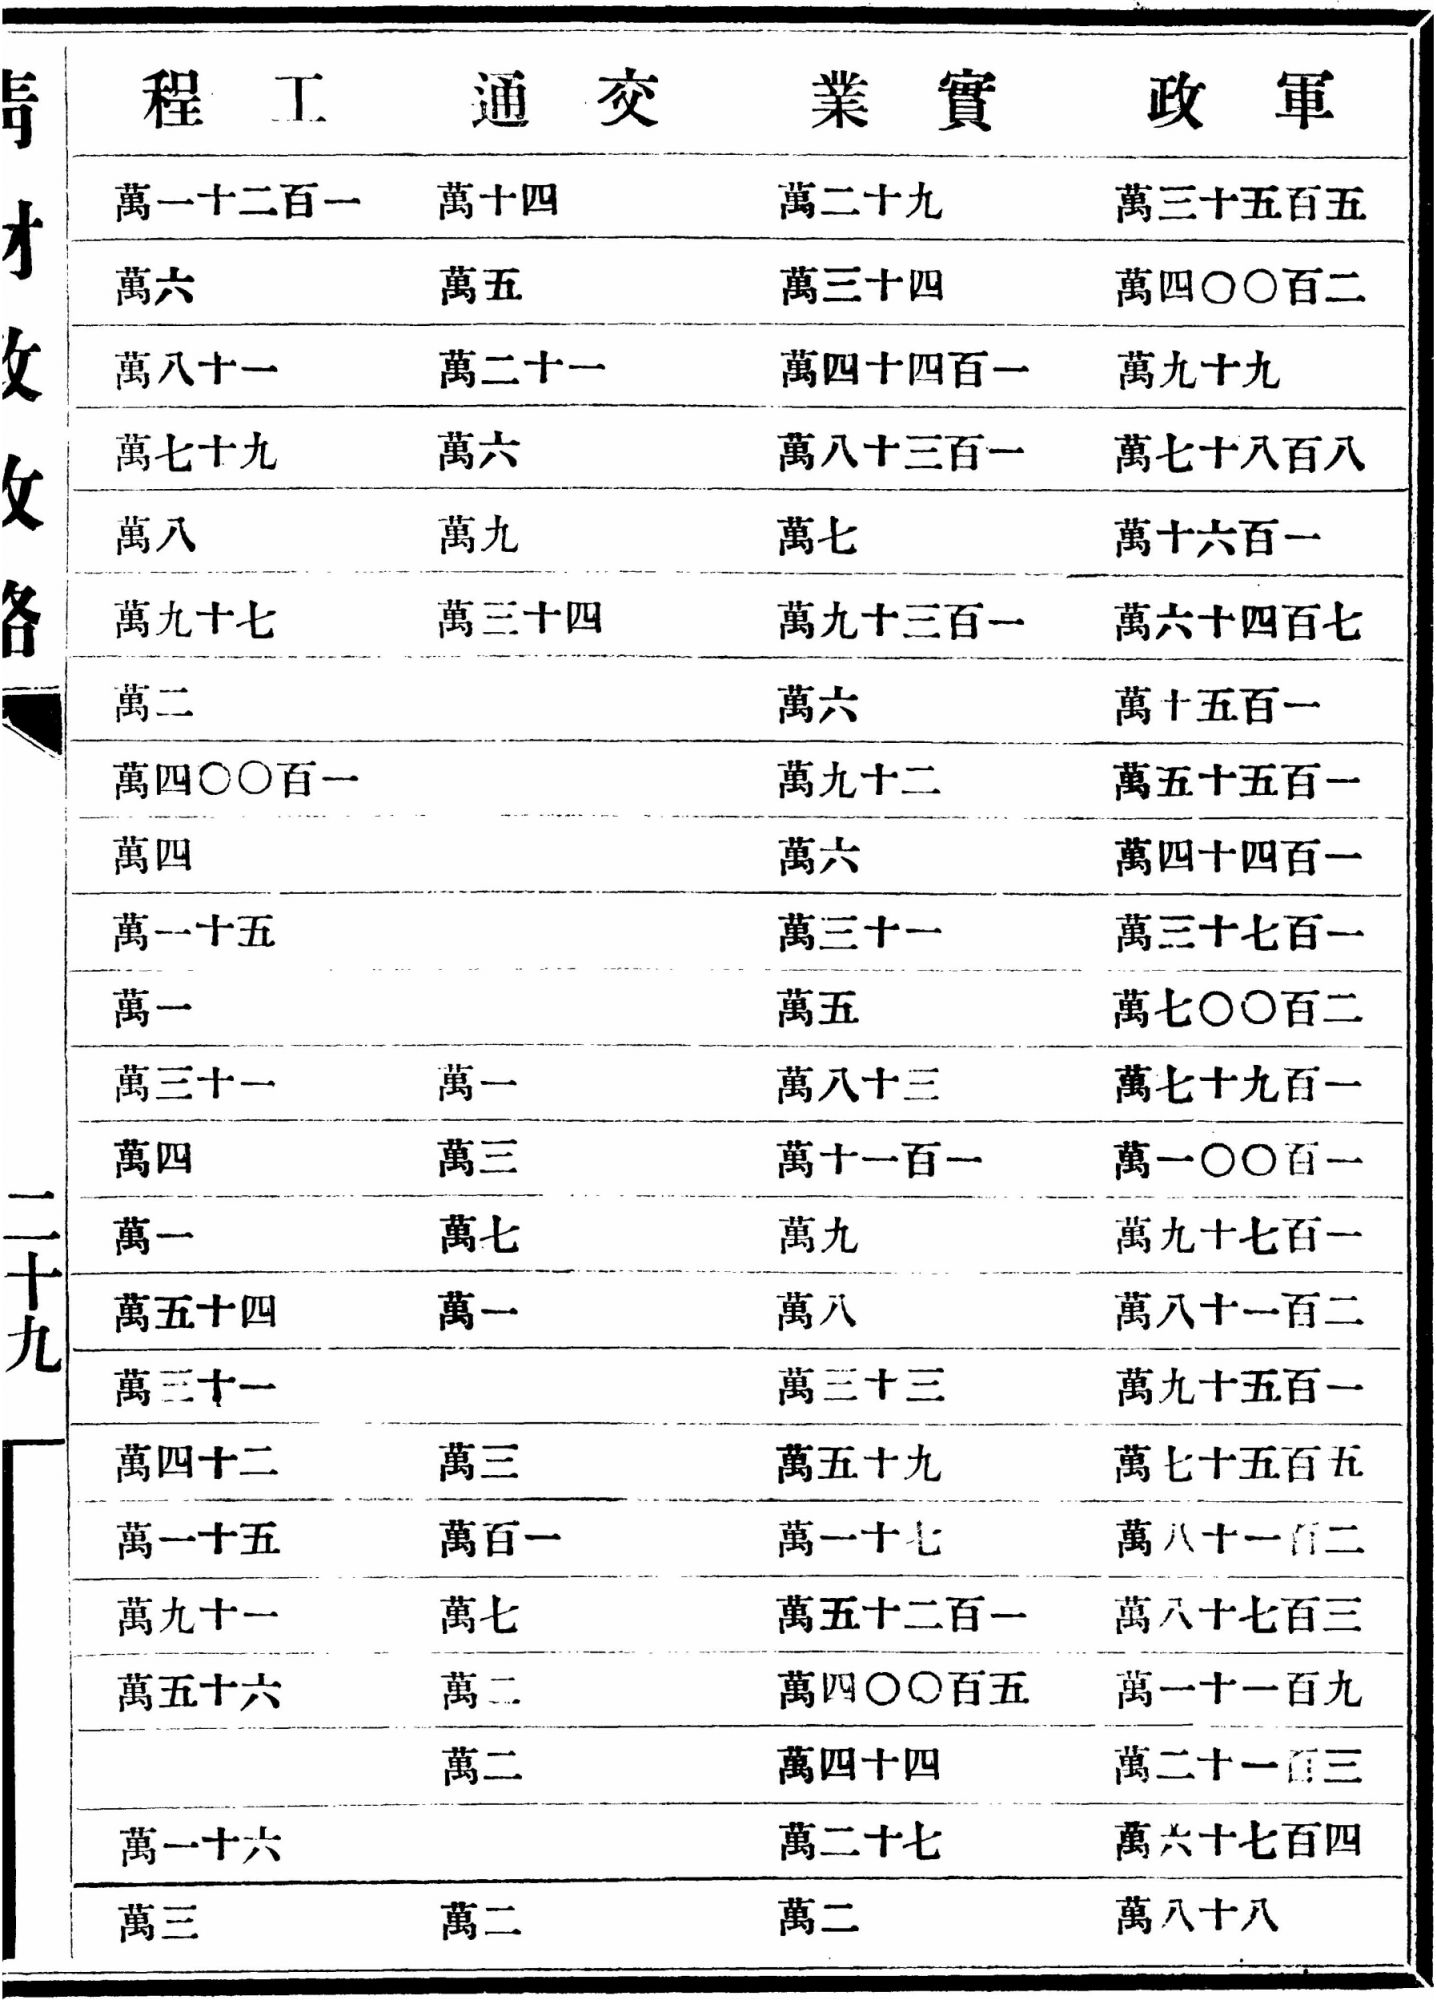 軍政 實業 交通 工程
五百五十三萬 九十二萬 四十萬 一百二十一萬
二百〇〇四萬 四十三萬 五萬 六萬
九十九萬 一百四十四萬 一十二萬 一十八萬
八百八十七萬 一百三十八萬 六萬 九十七萬
一百六十萬 七萬 九萬 八萬
七百四十六萬 一百三十九萬 四十三萬 七十九萬
一百五十萬 六萬 二萬
一百五十五萬 二十九萬 一百〇〇四萬
一百四十四萬 六萬 四萬
一百七十三萬 一十三萬 五十一萬
二百〇〇七萬 五萬 一萬
一百九十七萬 三十八萬 一萬 一十三萬
一百〇〇一萬 一百一十萬 三萬 四萬
一百七十九萬 九萬 七萬 一萬
二百一十八萬 八萬 一萬 四十五萬
一百五十九萬 三十三萬 一十三萬
五百五十七萬 九十五萬 三萬 二十四萬
二百一十八萬 七十一萬 一百萬 五十一萬
三百七十八萬 一百二十五萬 七萬 一十九萬
九百一十一萬 五百〇〇四萬 二萬 六十五萬
三百一十二萬 四十四萬 二萬
四百七十六萬 七十二萬 六十一萬
八十八萬 二萬 二萬 三萬
清財政攷略
二十九